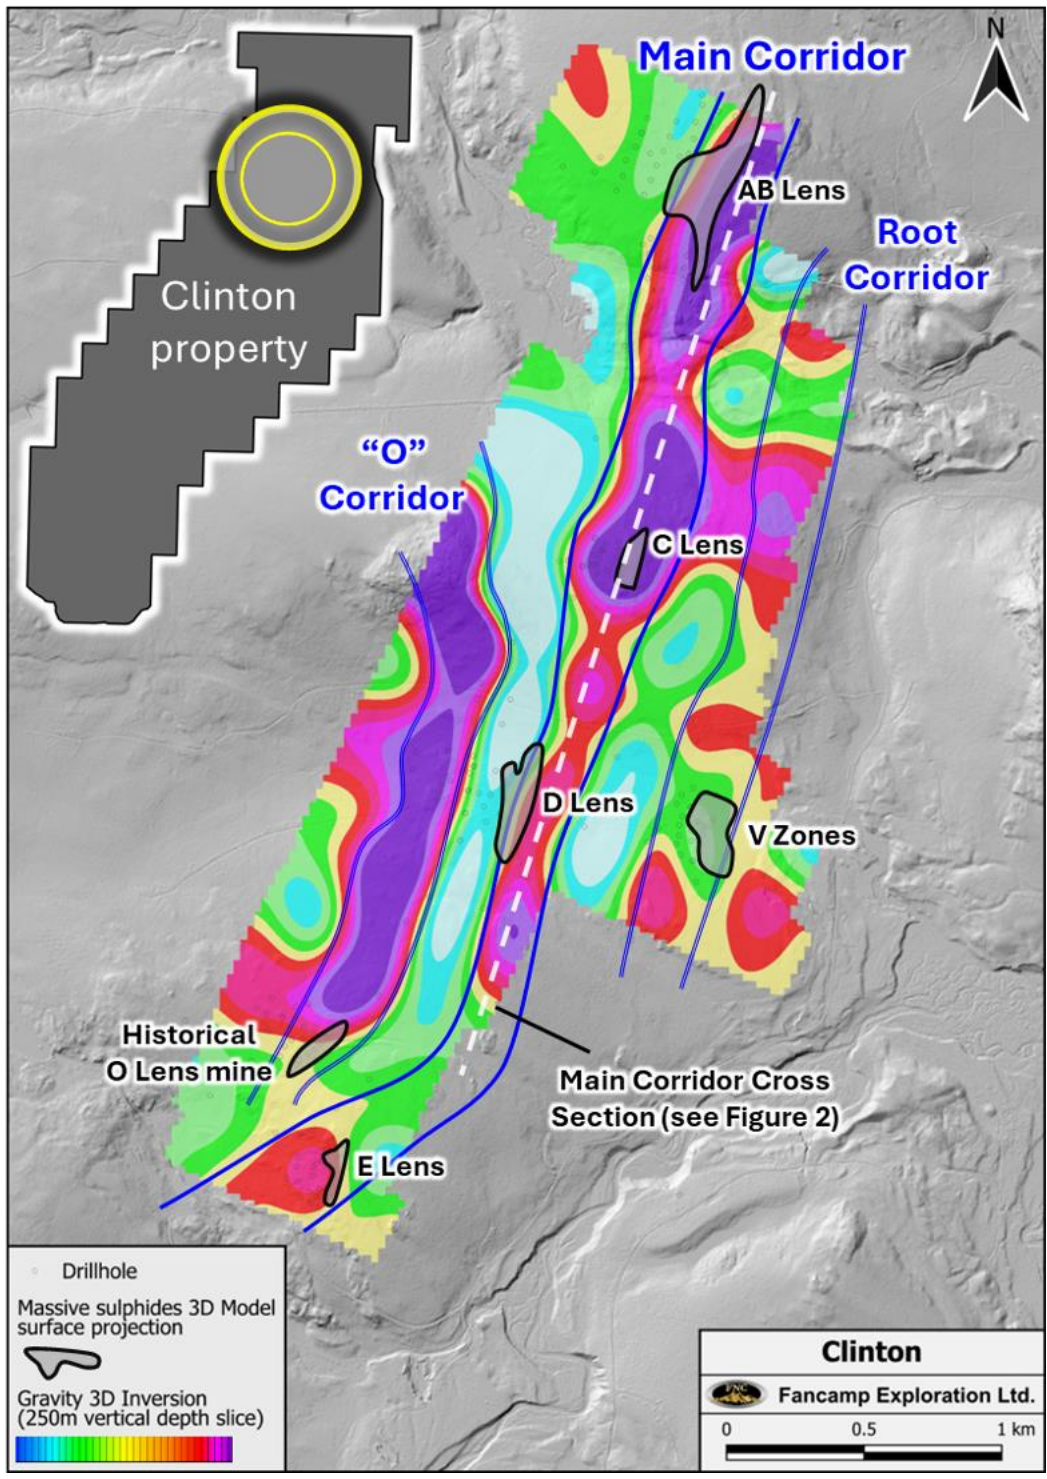 N
Main Corridor
AB Lens
Root
Corridor
Clinton
property
“O”
Corridor
C Lens
D Lens
V Zones
Historical
O Lens mine
Main Corridor Cross
Section (see Figure 2)
E Lens
Drillhole
Massive sulphides 3D Model
surface projection
Gravity 3D Inversion
(250m vertical depth slice)
Clinton
FNC
Fancamp Exploration Ltd.
0 0.5 1 km